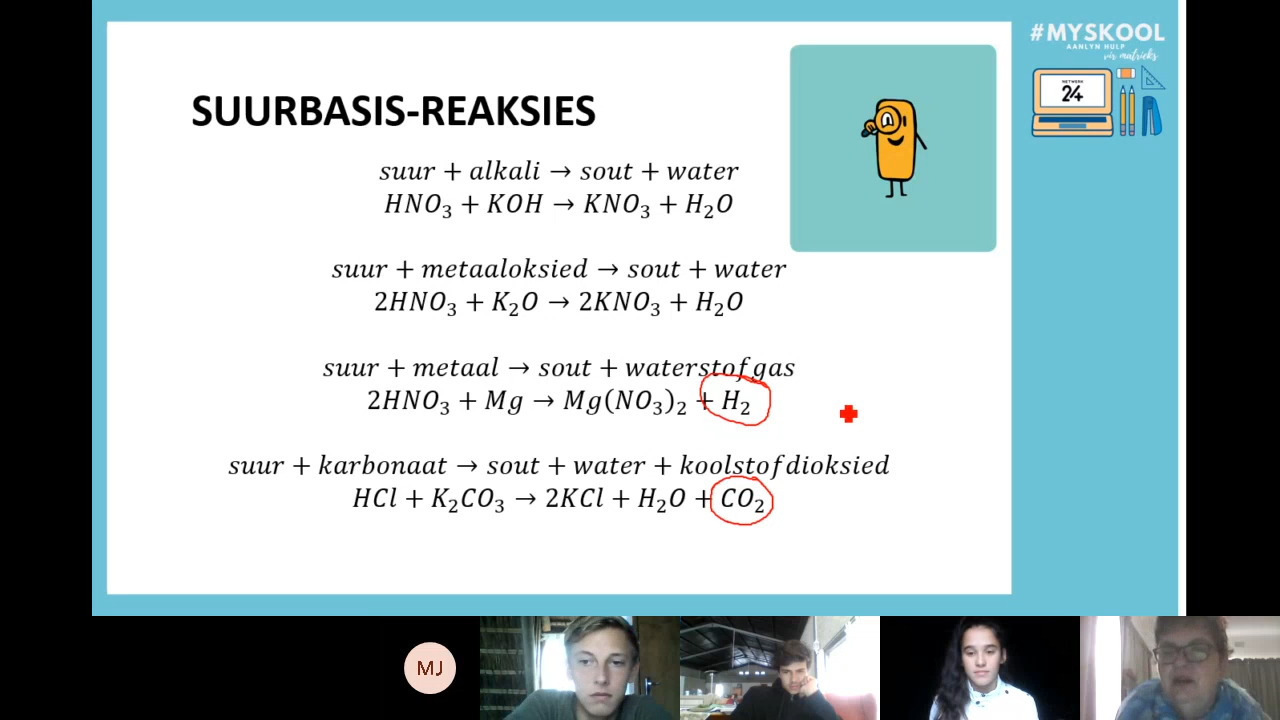 #MYSKOOL
AANLYN HULP
vir matrieks
NETWERK
24
SUURBASIS-REAKSIES
suur + alkali → sout + water
HNO₃ + KOH → KNO₃ + H₂O
suur + metaaloksied → sout + water
2HNO₃ + K₂O → 2KNO₃ + H₂O
suur + metaal → sout + waterstofgas
2HNO₃ + Mg → Mg(NO₃)₂ + H₂
suur + karbonaat → sout + water + koolstofdioksied
HCl + K₂CO₃ → 2KCl + H₂O + CO₂
MJ